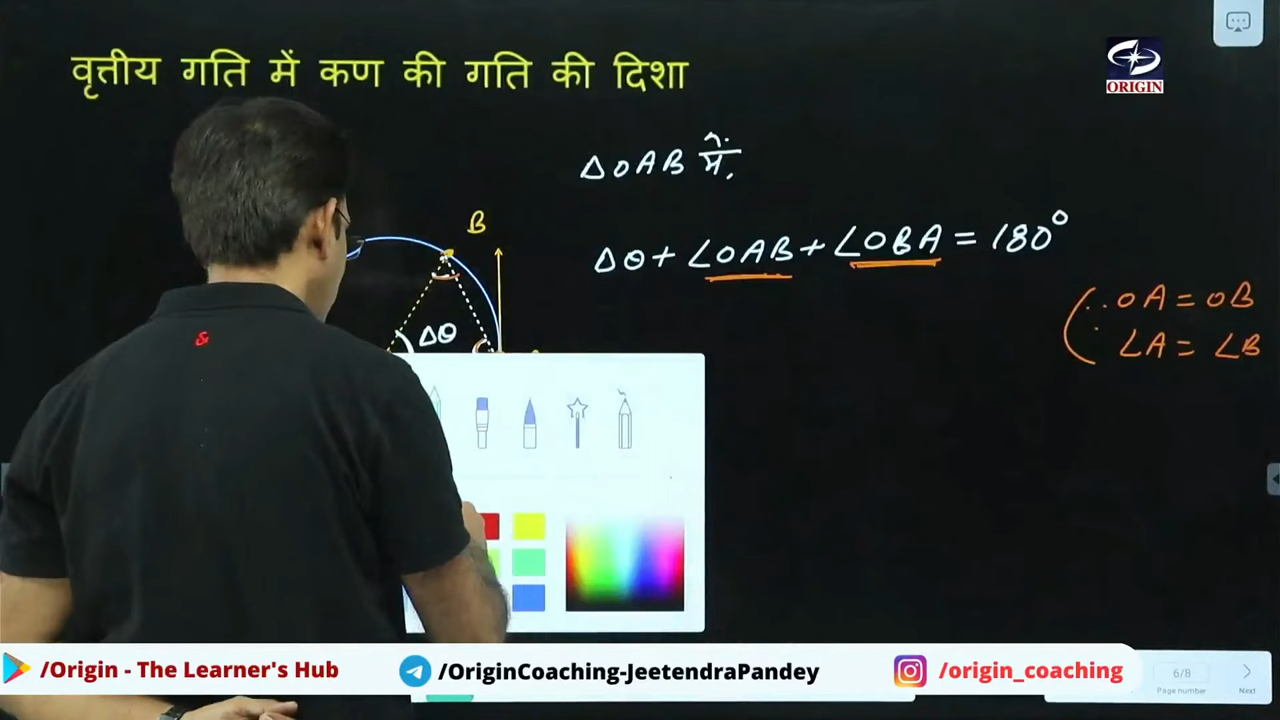 वृत्तीय गति में कण की गति की दिशा
ORIGIN
ΔOAB में.
B
Δθ + ∠OAB + ∠OBA = 180°
∵ OA = OB
∴ ∠A = ∠B
Δθ
/Origin - The Learner's Hub
/OriginCoaching-JeetendraPandey
/origin_coaching
6/8
Page number
Next